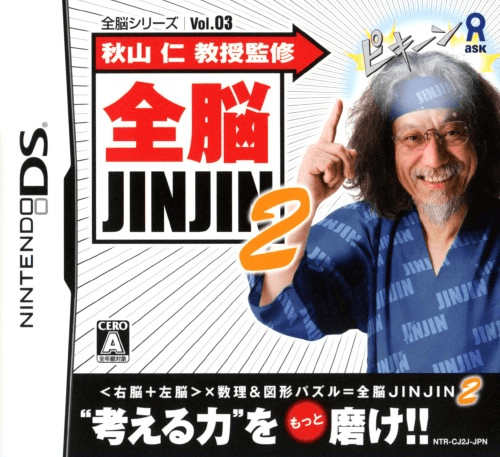 全脳シリーズ Vol.03
秋山 仁 教授監修
ピキーン
ask
全脳
JINJIN
2
NINTENDO DS
JINJIN
JINJIN
JINJIN
JINJIN
CERO
A
全年齢対象
<右脳+左脳>×数理&図形パズル=全脳JINJIN2
“考える力”を もっと 磨け!!
NTR-CJ2J-JPN